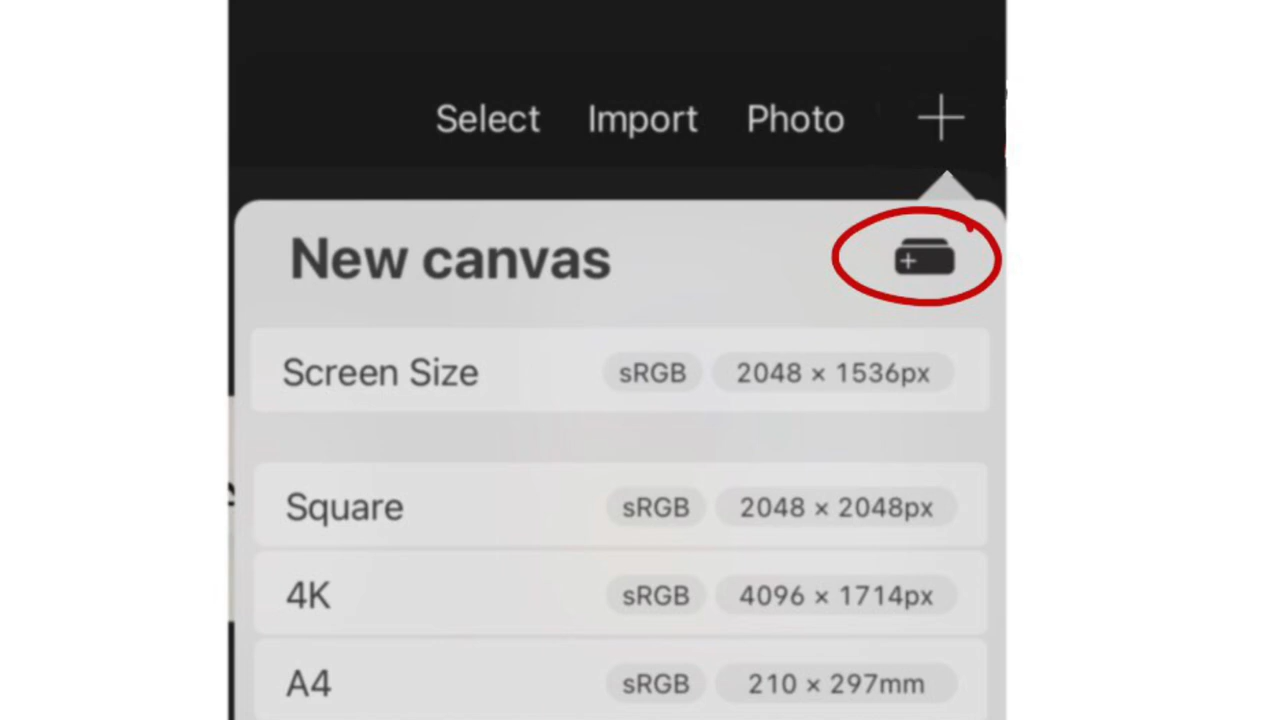 Select Import Photo
New canvas
Screen Size sRGB 2048 × 1536px
Square sRGB 2048 × 2048px
4K sRGB 4096 × 1714px
A4 sRGB 210 × 297mm